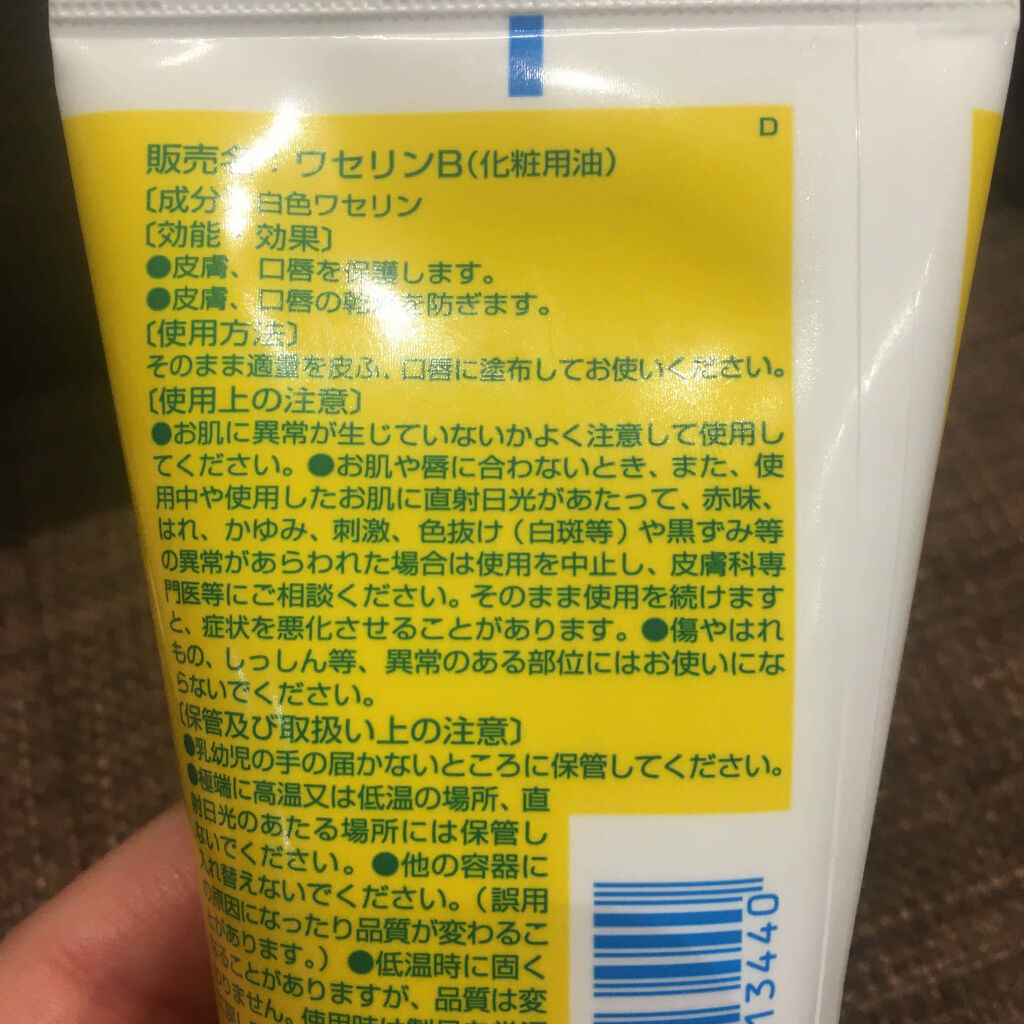 D
販売名：ワセリンB（化粧用油）
〔成分〕白色ワセリン
〔効能・効果〕
●皮膚、口唇を保護します。
●皮膚、口唇の乾燥を防ぎます。
〔使用方法〕
そのまま適量を皮ふ、口唇に塗布してお使いください。
〔使用上の注意〕
●お肌に異常が生じていないかよく注意して使用し
てください。●お肌や唇に合わないとき、また、使
用中や使用したお肌に直射日光があたって、赤味、
はれ、かゆみ、刺激、色抜け（白斑等）や黒ずみ等
の異常があらわれた場合は使用を中止し、皮膚科専
門医等にご相談ください。そのまま使用を続けます
と、症状を悪化させることがあります。●傷やはれ
もの、しっしん等、異常のある部位にはお使いにな
らないでください。
〔保管及び取扱い上の注意〕
●乳幼児の手の届かないところに保管してください。
●極端に高温又は低温の場所、直
射日光のあたる場所には保管し
ないでください。●他の容器に
入れ替えないでください。（誤用
の原因になったり品質が変わるこ
とがあります。）●低温時に固く
なることがありますが、品質は変
わりません。使用時は
13440